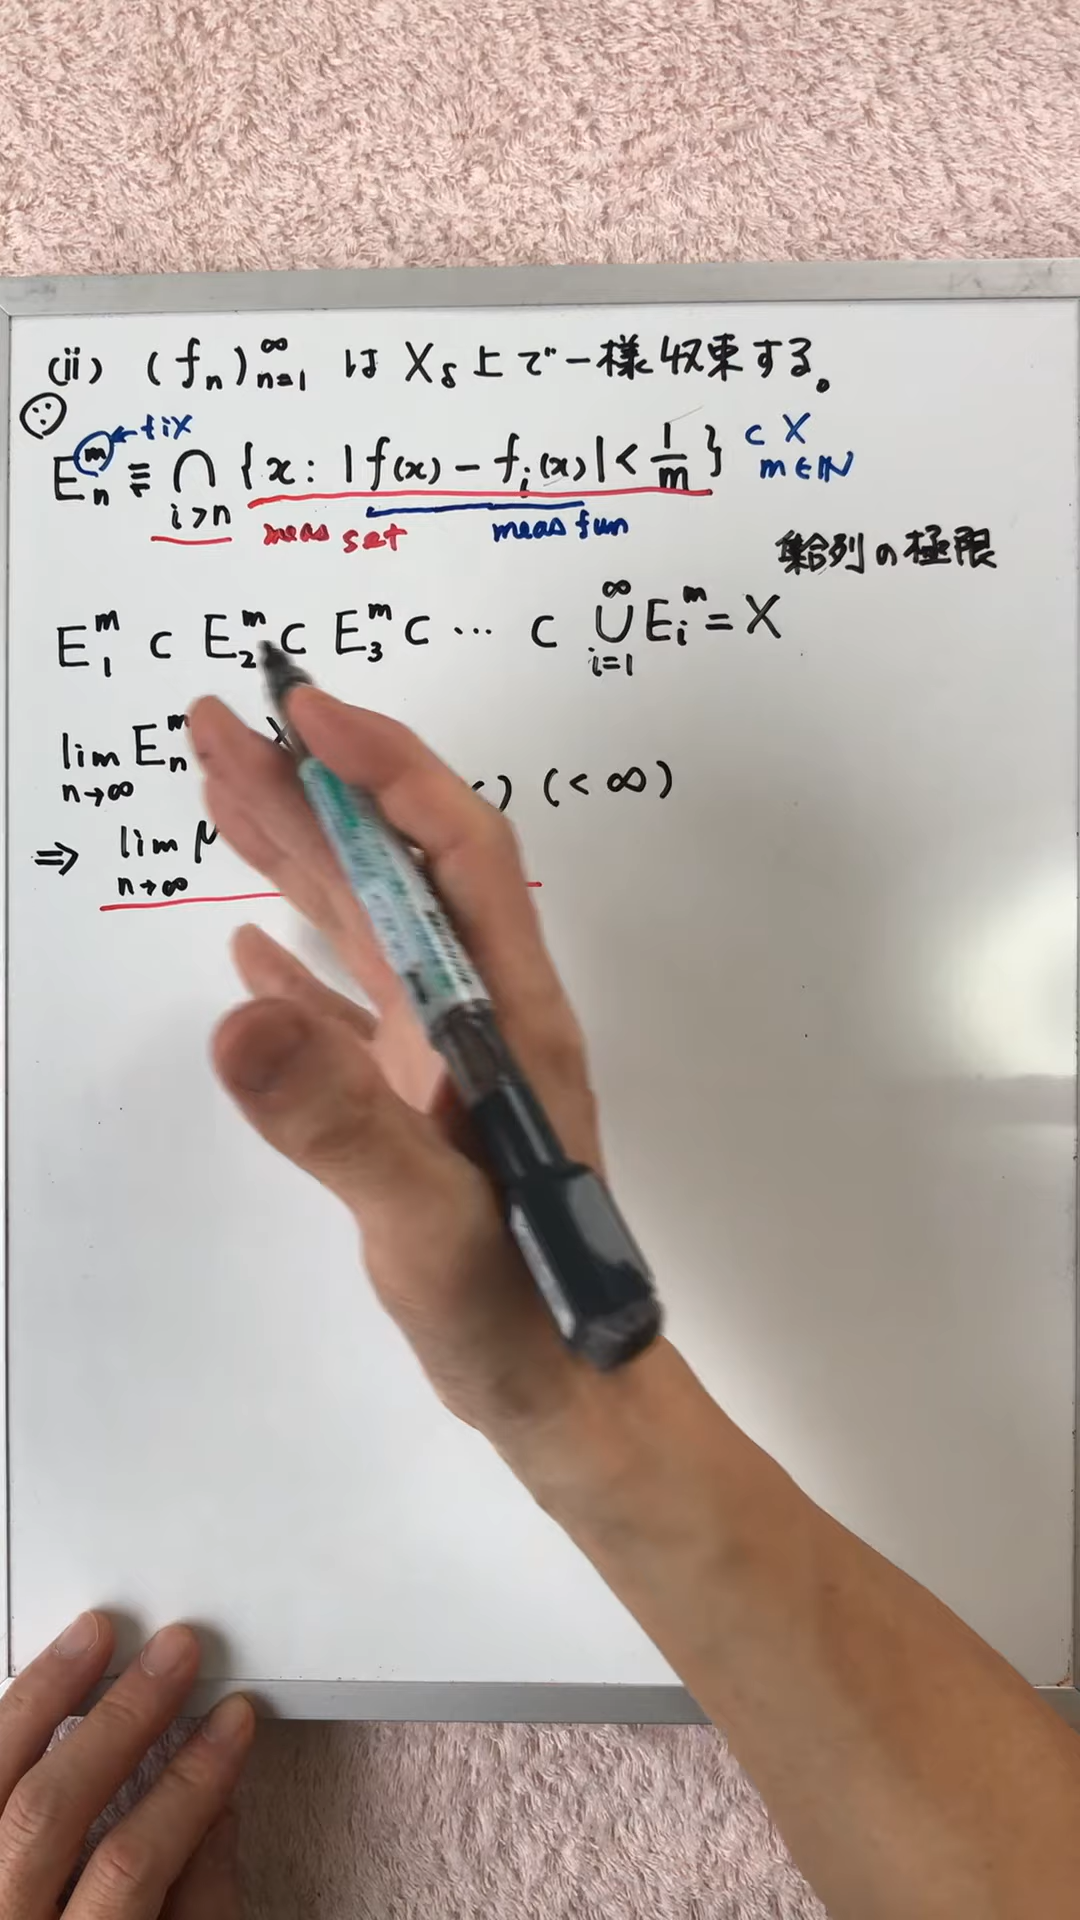 (ii) (fₙ)ₙ₌₁^∞ は X_δ 上で一様収束する。
← fix
Eₙ^m ≡ ∩_{i>n} {x: |f(x) - fᵢ(x)| < 1/m} ⊂ X
m∈ℕ
meas set meas fun
集合列の極限
E₁^m ⊂ E₂^m ⊂ E₃^m ⊂ ⋯ ⊂ ∪_{i=1}^∞ Eᵢ^m = X
lim_{n→∞} Eₙ^m X
⇒ lim_{n→∞} μ ) (< ∞)